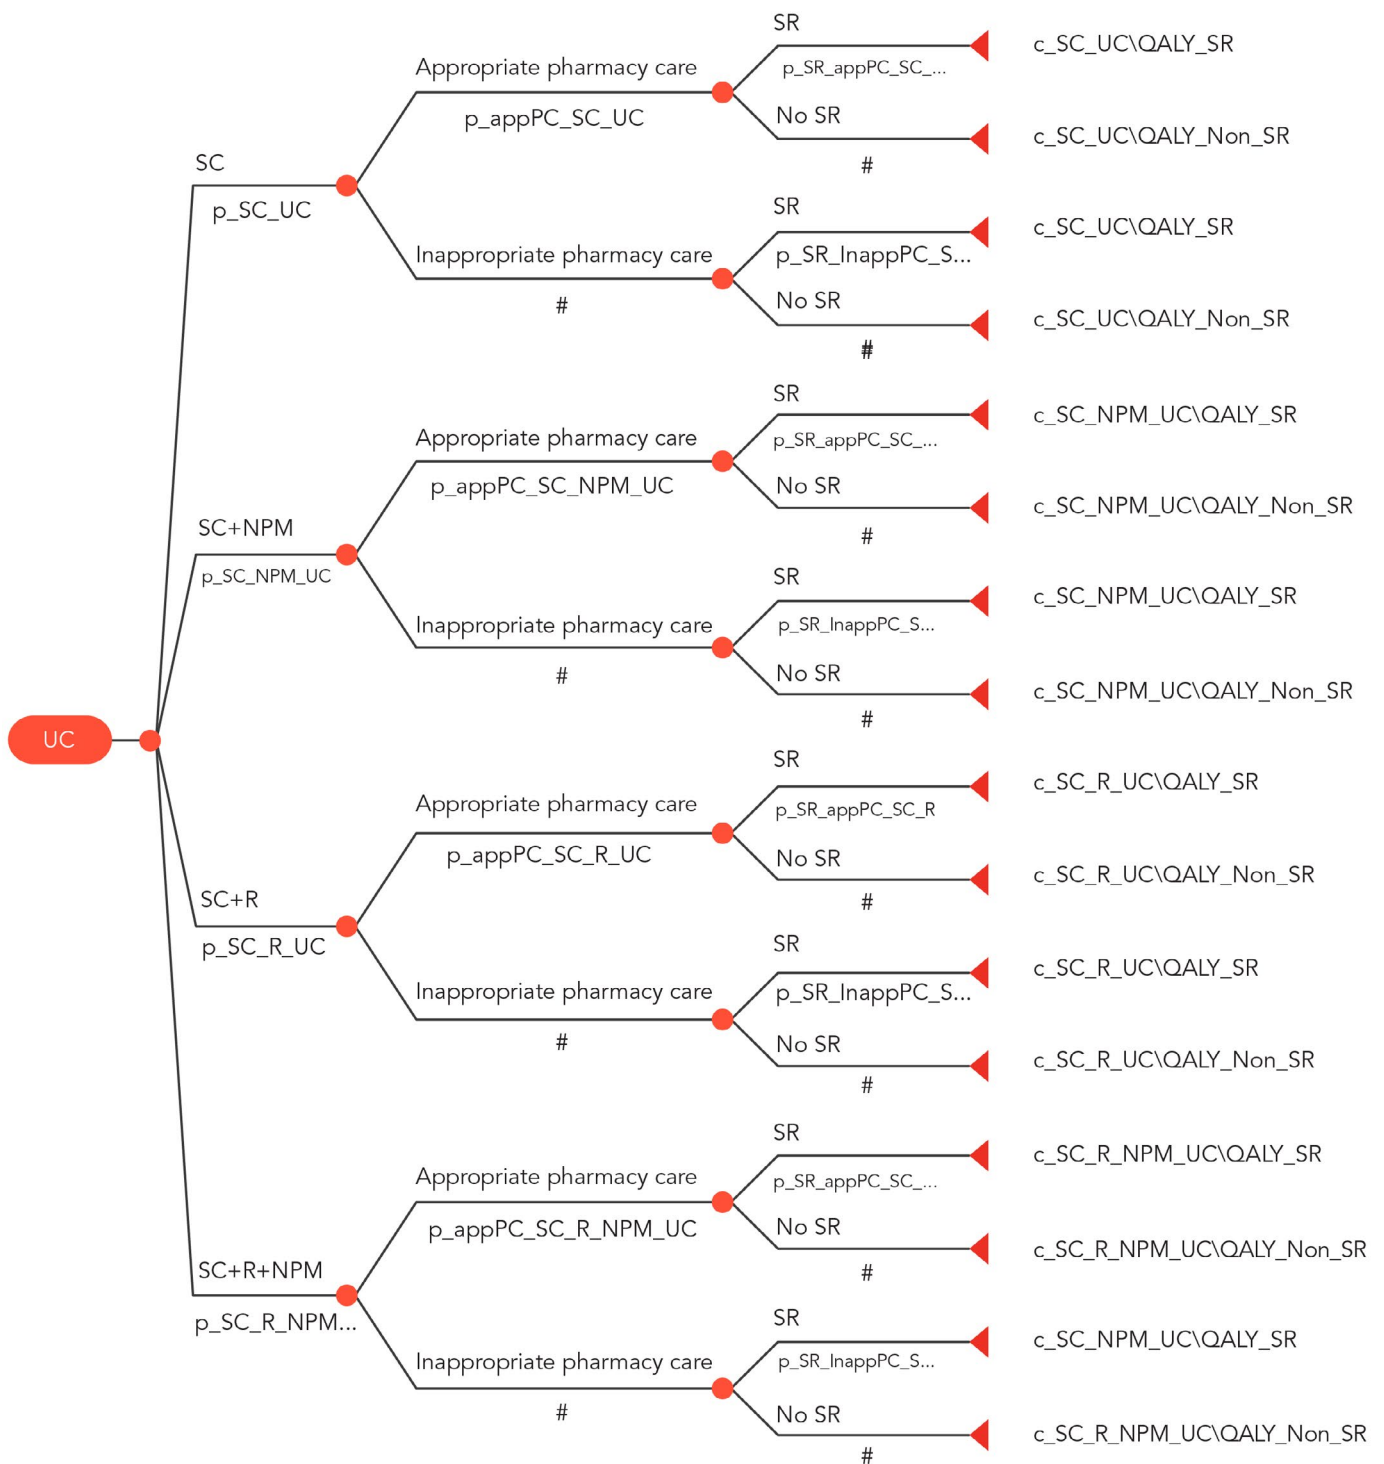 SR
c_SC_UC\QALY_SR
Appropriate pharmacy care
p_SR_appPC_SC_...
p_appPC_SC_UC
No SR
c_SC_UC\QALY_Non_SR
#
SC
p_SC_UC
SR
c_SC_UC\QALY_SR
Inappropriate pharmacy care
p_SR_InappPC_S...
#
No SR
c_SC_UC\QALY_Non_SR
#
SR
c_SC_NPM_UC\QALY_SR
Appropriate pharmacy care
p_SR_appPC_SC_...
p_appPC_SC_NPM_UC
No SR
c_SC_NPM_UC\QALY_Non_SR
#
SC+NPM
p_SC_NPM_UC
SR
c_SC_NPM_UC\QALY_SR
Inappropriate pharmacy care
p_SR_InappPC_S...
#
No SR
c_SC_NPM_UC\QALY_Non_SR
#
UC
SR
c_SC_R_UC\QALY_SR
Appropriate pharmacy care
p_SR_appPC_SC_R
p_appPC_SC_R_UC
No SR
c_SC_R_UC\QALY_Non_SR
#
SC+R
p_SC_R_UC
SR
c_SC_R_UC\QALY_SR
Inappropriate pharmacy care
p_SR_InappPC_S...
#
No SR
c_SC_R_UC\QALY_Non_SR
#
SR
c_SC_R_NPM_UC\QALY_SR
Appropriate pharmacy care
p_SR_appPC_SC_...
p_appPC_SC_R_NPM_UC
No SR
c_SC_R_NPM_UC\QALY_Non_SR
#
SC+R+NPM
p_SC_R_NPM...
SR
c_SC_NPM_UC\QALY_SR
Inappropriate pharmacy care
p_SR_InappPC_S...
#
No SR
c_SC_R_NPM_UC\QALY_Non_SR
#